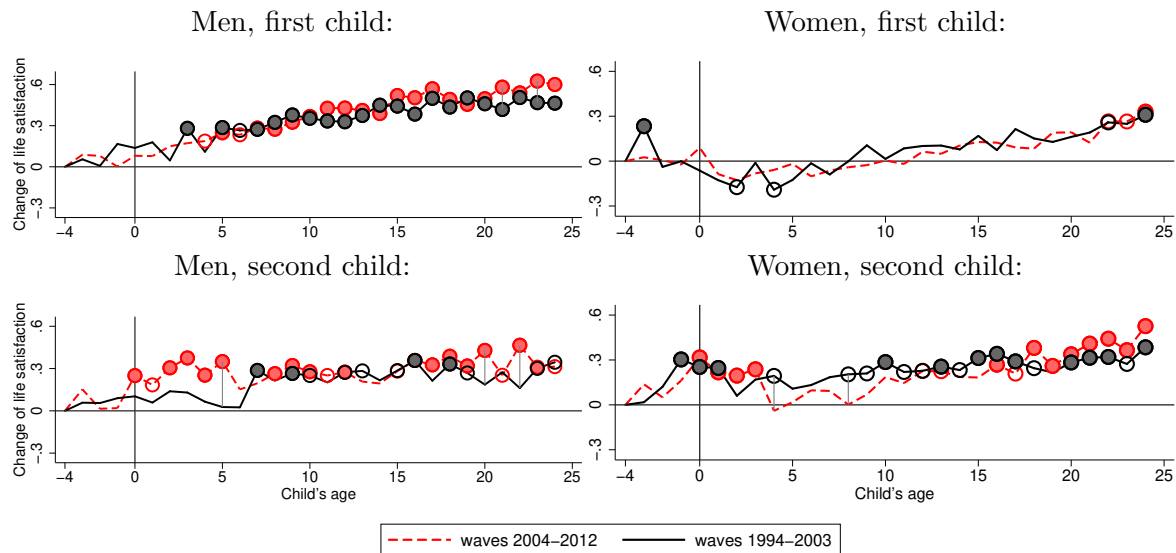 Men, first child:
Women, first child:
Change of life satisfaction
.6
.3
0
−.3
−4 0 5 10 15 20 25
.6
.3
0
−.3
−4 0 5 10 15 20 25
Men, second child:
Women, second child:
Change of life satisfaction
.6
.3
0
−.3
−4 0 5 10 15 20 25
Child's age
.6
.3
0
−.3
−4 0 5 10 15 20 25
Child's age
waves 2004−2012 waves 1994−2003